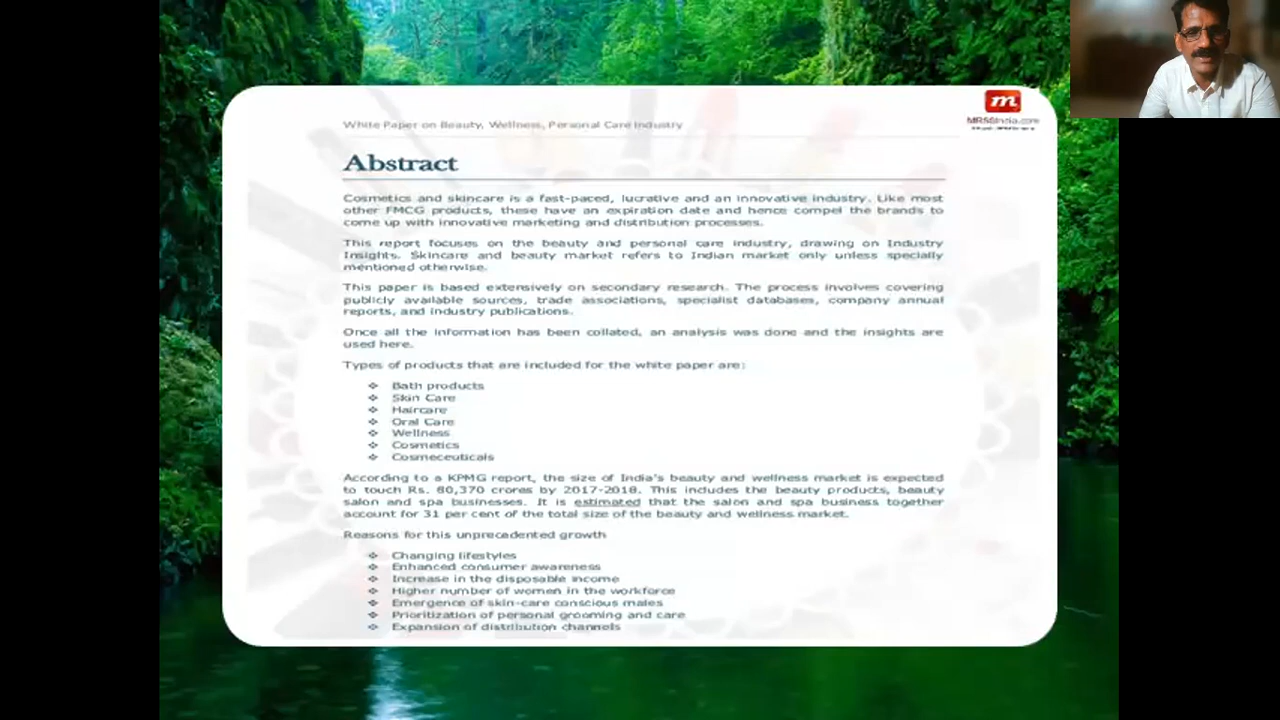 White Paper on Beauty, Wellness, Personal Care Industry
m
MRSSIndia.com
Abstract
Cosmetics and skincare is a fast-paced, lucrative and an innovative industry. Like most
other FMCG products, these have an expiration date and hence compel the brands to
come up with innovative marketing and distribution processes.
This report focuses on the beauty and personal care industry, drawing on Industry
Insights. Skincare and beauty market refers to Indian market only unless specially
mentioned otherwise.
This paper is based extensively on secondary research. The process involves covering
publicly available sources, trade associations, specialist databases, company annual
reports, and industry publications.
Once all the information has been collated, an analysis was done and the insights are
used here.
Types of products that are included for the white paper are:
❖ Bath products
❖ Skin Care
❖ Haircare
❖ Oral Care
❖ Wellness
❖ Cosmetics
❖ Cosmeceuticals
According to a KPMG report, the size of India's beauty and wellness market is expected
to touch Rs. 80,370 crores by 2017-2018. This includes the beauty products, beauty
salon and spa businesses. It is estimated that the salon and spa business together
account for 31 per cent of the total size of the beauty and wellness market.
Reasons for this unprecedented growth
❖ Changing lifestyles
❖ Enhanced consumer awareness
❖ Increase in the disposable income
❖ Higher number of women in the workforce
❖ Emergence of skin-care conscious males
❖ Prioritization of personal grooming and care
❖ Expansion of distribution channels